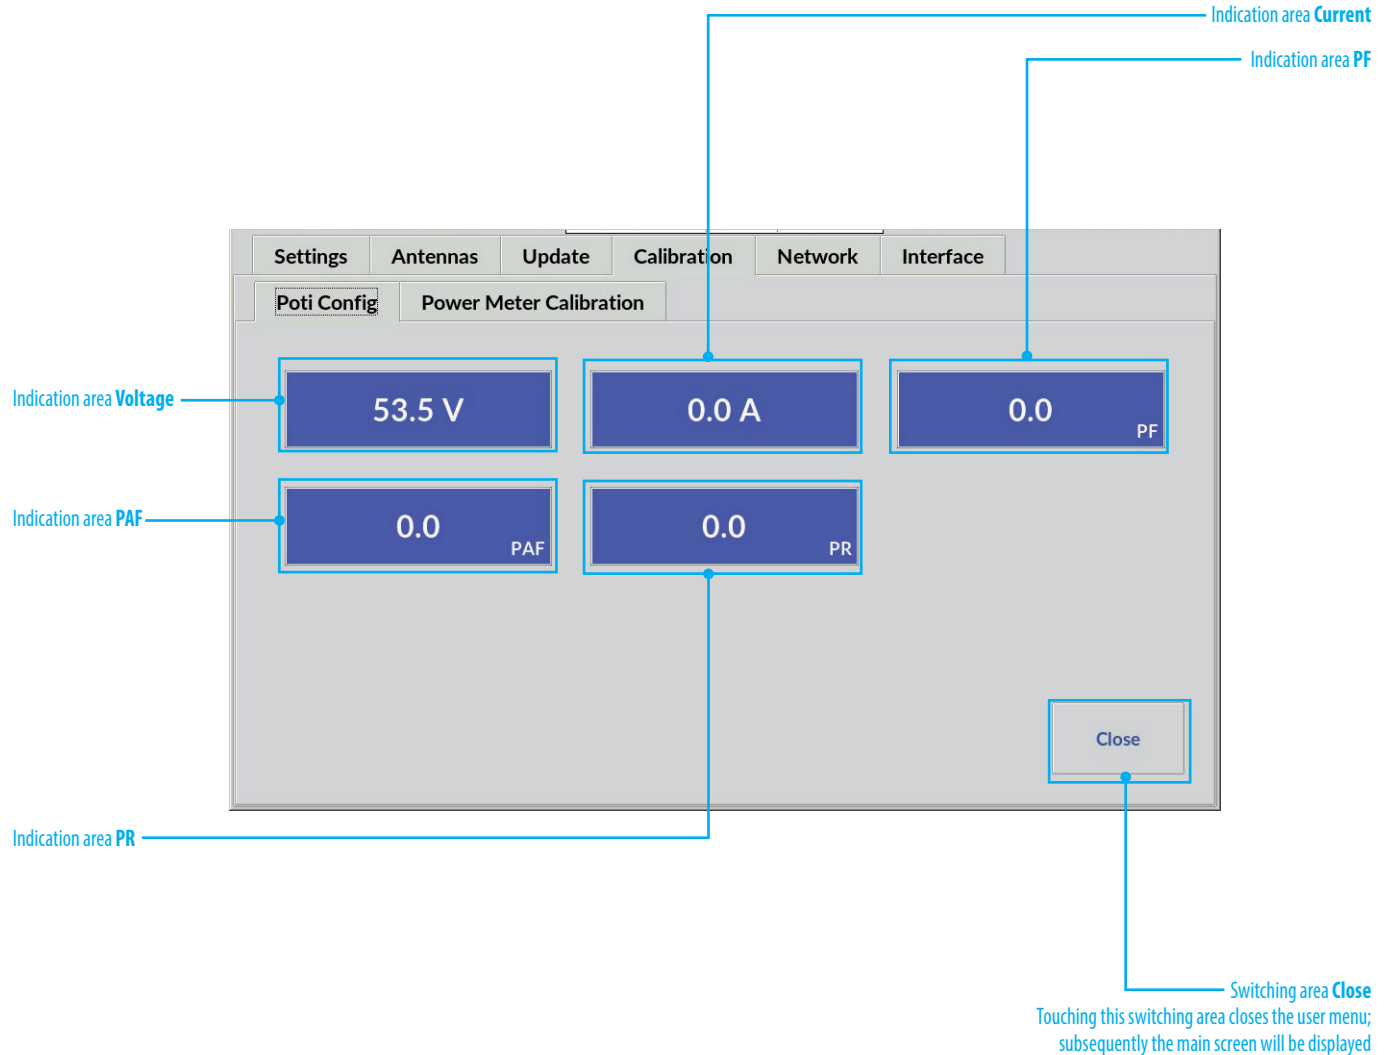 Indication area Current
Indication area PF
Settings Antennas Update Calibration Network Interface
Poti Config Power Meter Calibration
Indication area Voltage
53.5 V 0.0 A 0.0 PF
Indication area PAF
0.0 PAF 0.0 PR
Close
Indication area PR
Switching area Close
Touching this switching area closes the user menu;
subsequently the main screen will be displayed